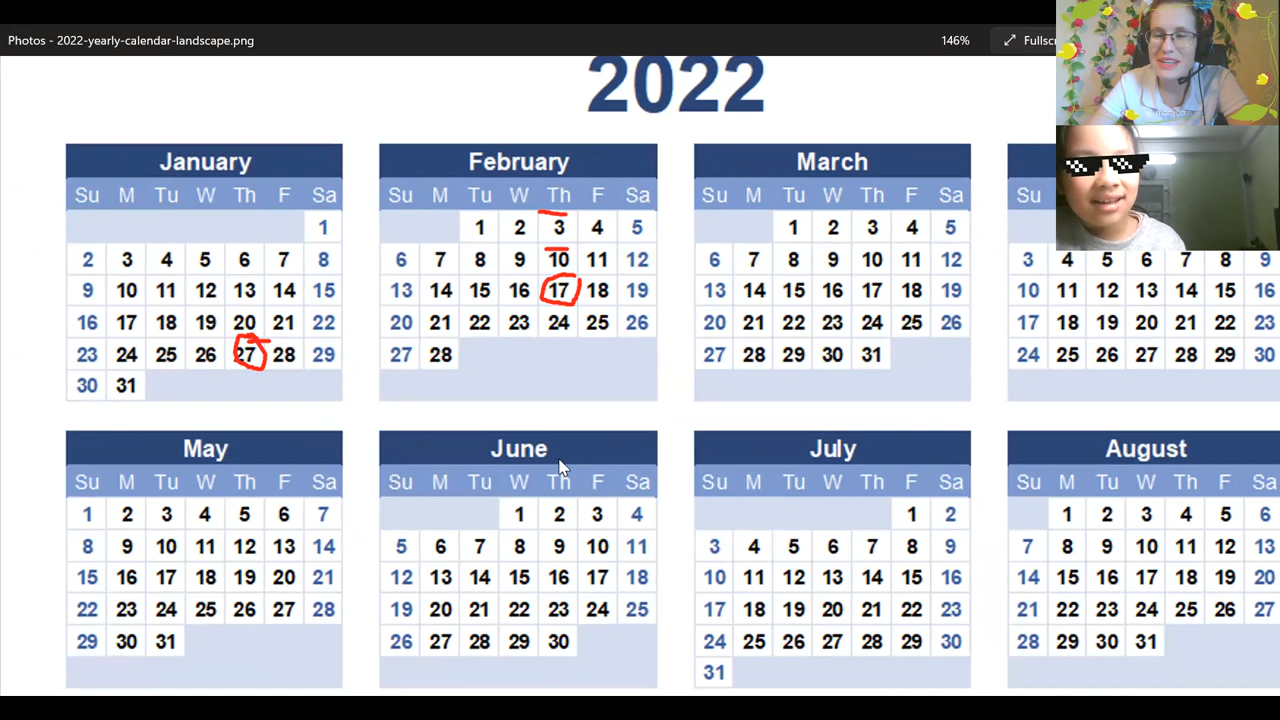 Photos - 2022-yearly-calendar-landscape.png 146% Fullscr
2022
January
Su M Tu W Th F Sa
1
2 3 4 5 6 7 8
9 10 11 12 13 14 15
16 17 18 19 20 21 22
23 24 25 26 27 28 29
30 31
February
Su M Tu W Th F Sa
1 2 3 4 5
6 7 8 9 10 11 12
13 14 15 16 17 18 19
20 21 22 23 24 25 26
27 28
March
Su M Tu W Th F Sa
1 2 3 4 5
6 7 8 9 10 11 12
13 14 15 16 17 18 19
20 21 22 23 24 25 26
27 28 29 30 31
3 4 5 6 7 8 9
10 11 12 13 14 15 16
17 18 19 20 21 22 23
24 25 26 27 28 29 30
May
Su M Tu W Th F Sa
1 2 3 4 5 6 7
8 9 10 11 12 13 14
15 16 17 18 19 20 21
22 23 24 25 26 27 28
29 30 31
June
Su M Tu W Th F Sa
1 2 3 4
5 6 7 8 9 10 11
12 13 14 15 16 17 18
19 20 21 22 23 24 25
26 27 28 29 30
July
Su M Tu W Th F Sa
1 2
3 4 5 6 7 8 9
10 11 12 13 14 15 16
17 18 19 20 21 22 23
24 25 26 27 28 29 30
31
August
Su M Tu W Th F Sa
1 2 3 4 5 6
7 8 9 10 11 12 13
14 15 16 17 18 19 20
21 22 23 24 25 26 27
28 29 30 31